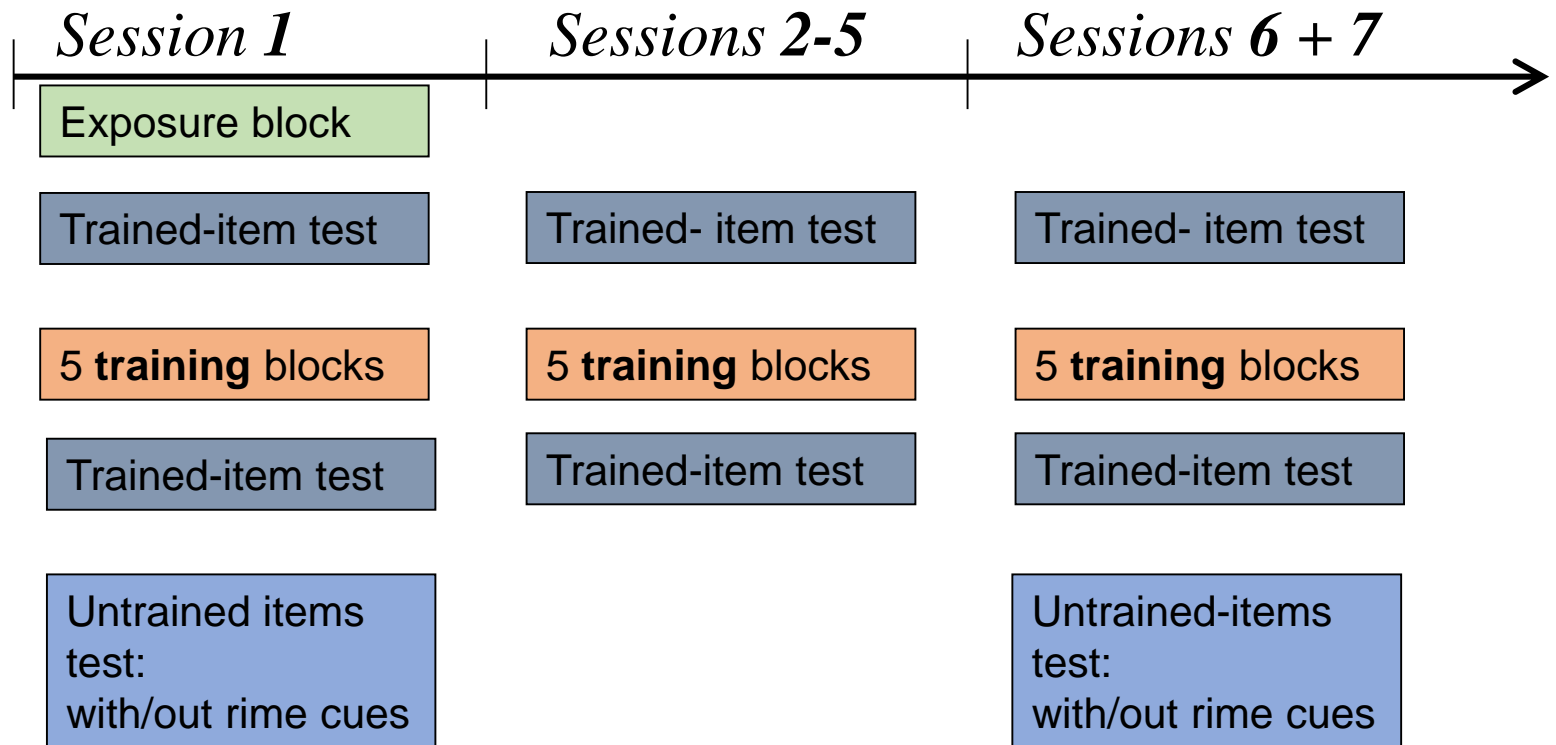 Session 1
Sessions 2-5
Sessions 6 + 7
Exposure block
Trained-item test
Trained- item test
Trained- item test
5 training blocks
5 training blocks
5 training blocks
Trained-item test
Trained-item test
Trained-item test
Untrained items
test:
with/out rime cues
Untrained-items
test:
with/out rime cues